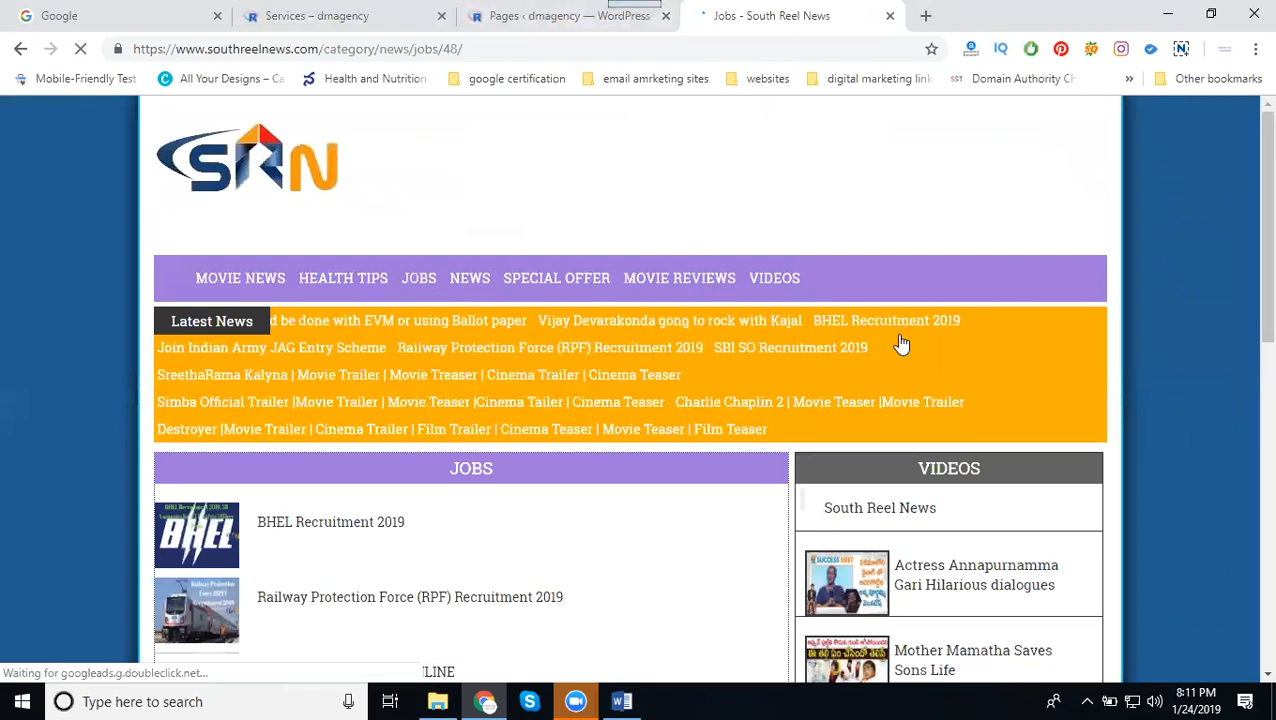 Google
Services – dmagency
Pages ‹ dmagency — WordPress
Jobs - South Reel News
https://www.southreelnews.com/category/news/jobs/48/
Mobile-Friendly Test
All Your Designs – Ca
Health and Nutrition
google certification
email amrketing sites
websites
digital marketing link
SST
Domain Authority Ch
Other bookmarks
SRN
MOVIE NEWS HEALTH TIPS JOBS NEWS SPECIAL OFFER MOVIE REVIEWS VIDEOS
Latest News d be done with EVM or using Ballot paper Vijay Devarakonda gong to rock with Kajal BHEL Recruitment 2019
Join Indian Army JAG Entry Scheme Railway Protection Force (RPF) Recruitment 2019 SBI SO Recruitment 2019
SreethaRama Kalyna | Movie Trailer | Movie Treaser | Cinema Trailer | Cinema Teaser
Simba Official Trailer |Movie Trailer | Movie Teaser |Cinema Tailer | Cinema Teaser Charlie Chaplin 2 | Movie Teaser |Movie Trailer
Destroyer |Movie Trailer | Cinema Trailer | Film Trailer | Cinema Teaser | Movie Teaser | Film Teaser
JOBS
VIDEOS
BHEL
BHEL Recruitment 2019
South Reel News
Railway Protection Force (RPF) Recruitment 2019
SUCCESS MEET
Actress Annapurnamma
Gari Hilarious dialogues
Mother Mamatha Saves
Sons Life
LINE
Waiting for googleads.g.doubleclick.net...
Type here to search
8:11 PM
1/24/2019